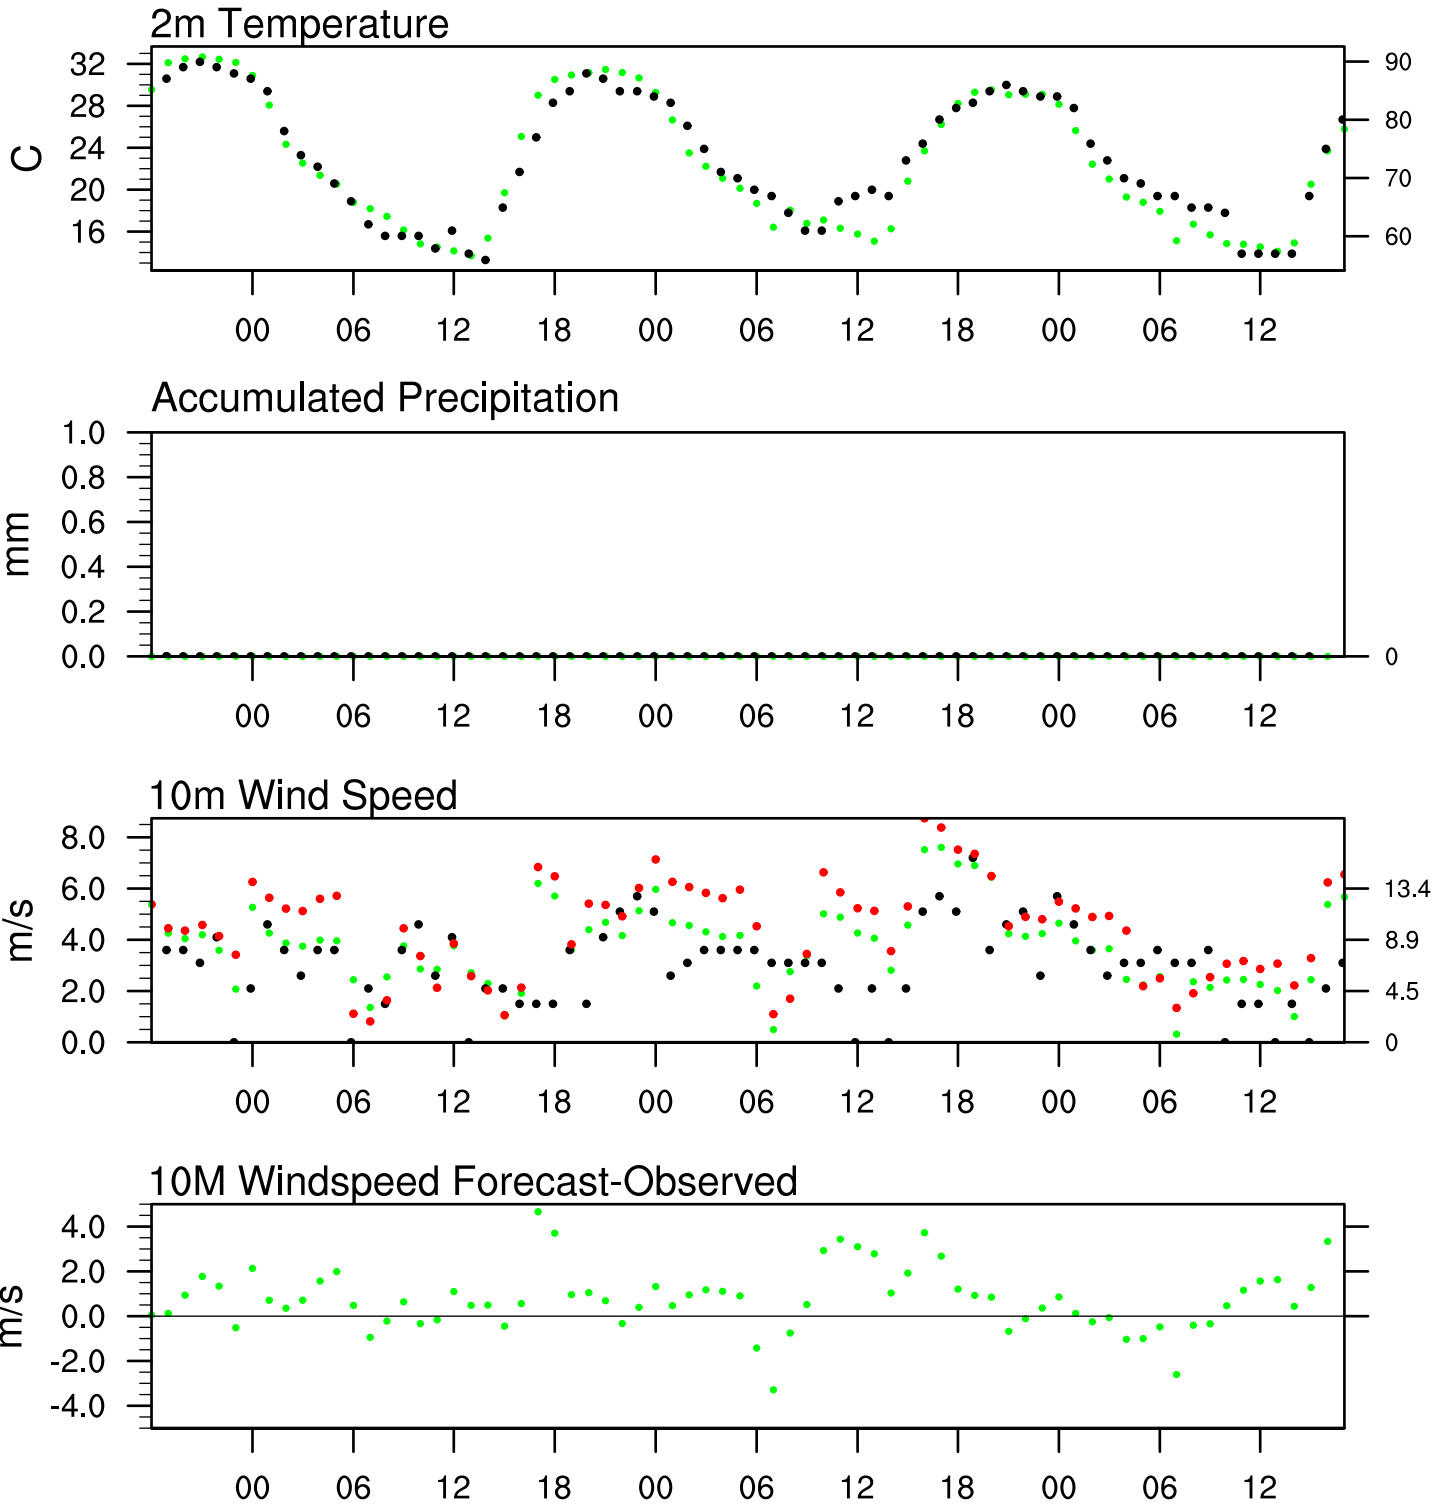 2m Temperature
32
28
24
20
16
C
90
80
70
60
00 06 12 18 00 06 12 18 00 06 12
Accumulated Precipitation
1.0
0.8
0.6
0.4
0.2
0.0
mm
0
00 06 12 18 00 06 12 18 00 06 12
10m Wind Speed
8.0
6.0
4.0
2.0
0.0
m/s
13.4
8.9
4.5
0
00 06 12 18 00 06 12 18 00 06 12
10M Windspeed Forecast-Observed
4.0
2.0
0.0
-2.0
-4.0
m/s
00 06 12 18 00 06 12 18 00 06 12